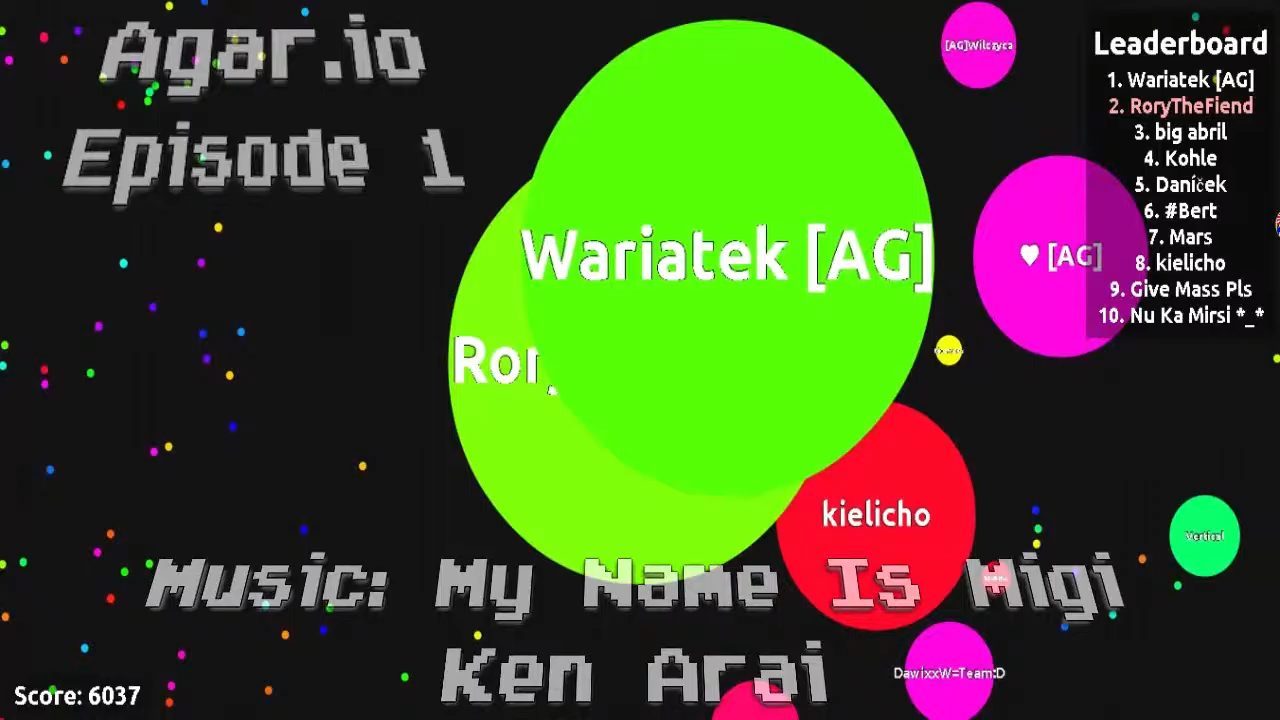 Agar.io
Episode 1
[AG]Wilczyca
Leaderboard
1. Wariatek [AG]
2. RoryTheFiend
3. big abril
4. Kohle
5. Daníček
6. #Bert
7. Mars
8. kielicho
9. Give Mass Pls
10. Nu Ka Mirsi *_*
Wariatek [AG]
♥ [AG]
Rory
kielicho
Vertical
Music: My Name Is Migi
Ken Arai
DawixxW=Team:D
Score: 6037